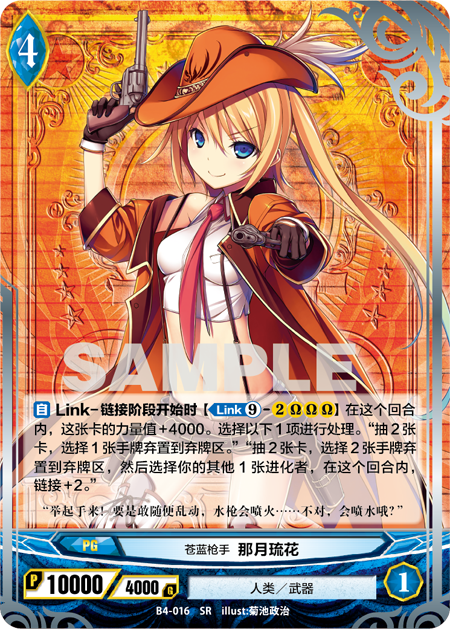 4
SAMPLE
自 Link-链接阶段开始时【Link 9 - 2 Ω Ω Ω】在这个回合
内，这张卡的力量值+4000。选择以下1项进行处理。“抽2张
卡，选择1张手牌弃置到弃牌区。”“抽2张卡，选择2张手牌弃
置到弃牌区，然后选择你的其他1张进化者，在这个回合内，
链接+2。”
“举起手来！要是敢随便乱动，水枪会喷火……不对，会喷水哦？”
PG
苍蓝枪手 那月琉花
P 10000 / 4000 G
人类／武器
1
B4-016 SR illust:菊池政治